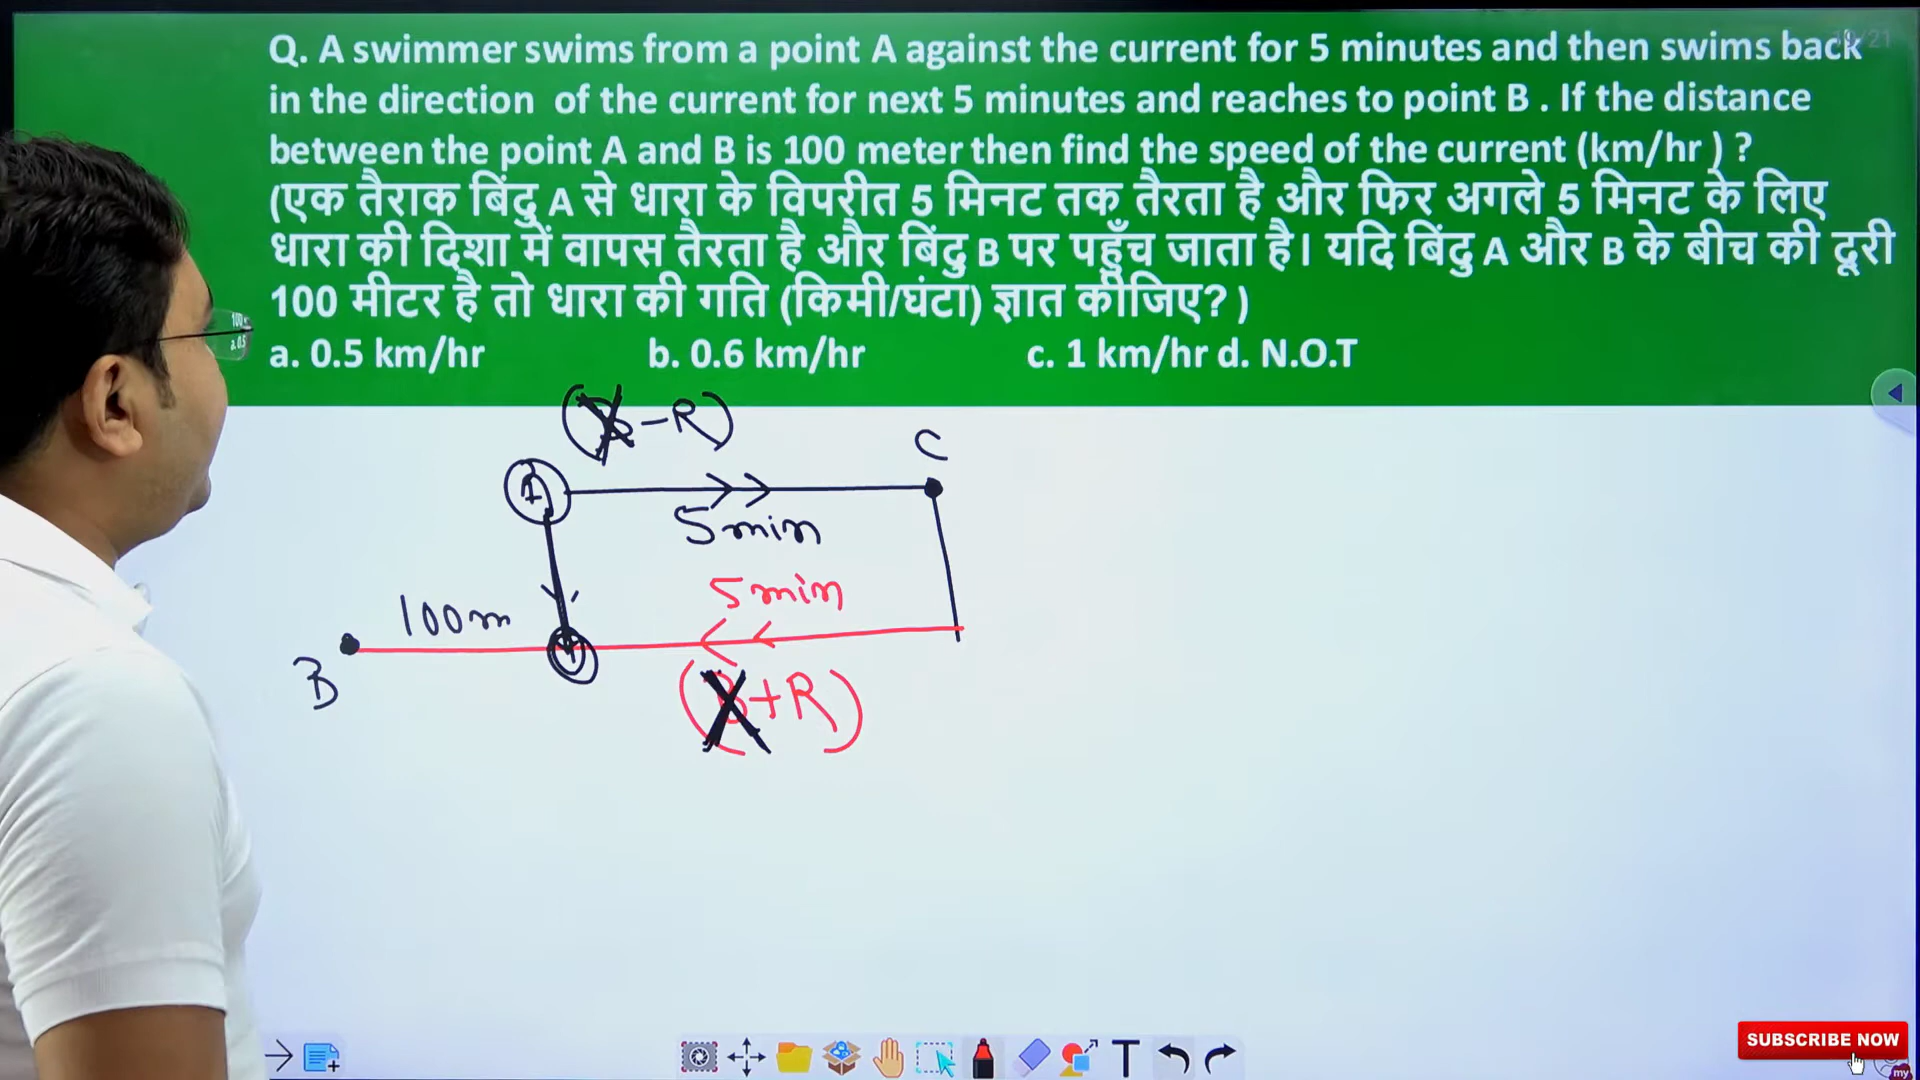 Q. A swimmer swims from a point A against the current for 5 minutes and then swims back
19/21
in the direction of the current for next 5 minutes and reaches to point B . If the distance
between the point A and B is 100 meter then find the speed of the current (km/hr ) ?
(एक तैराक बिंदु A से धारा के विपरीत 5 मिनट तक तैरता है और फिर अगले 5 मिनट के लिए
धारा की दिशा में वापस तैरता है और बिंदु B पर पहुँच जाता है। यदि बिंदु A और B के बीच की दूरी
100 मीटर है तो धारा की गति (किमी/घंटा) ज्ञात कीजिए? )
a. 0.5 km/hr b. 0.6 km/hr c. 1 km/hr d. N.O.T
(B-R)
C
5min
5min
100m
B
(B+R)
T
SUBSCRIBE NOW
my